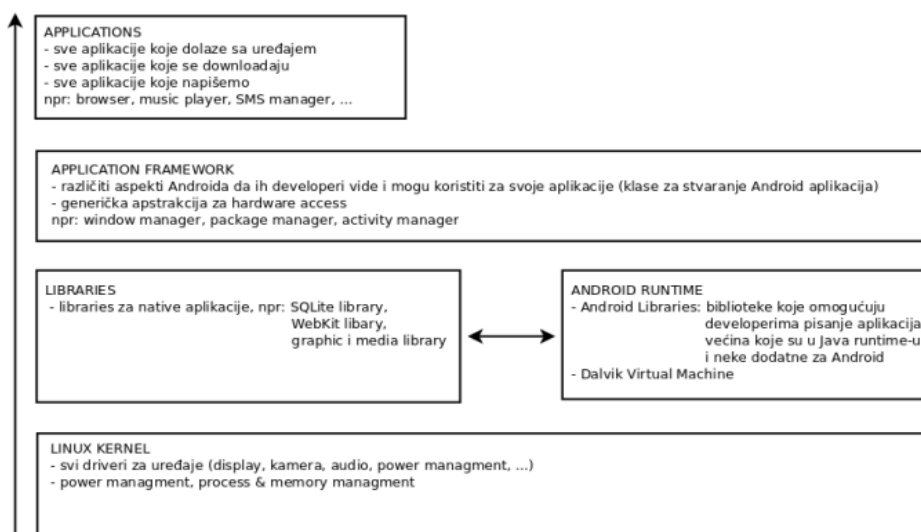 APPLICATIONS
- sve aplikacije koje dolaze sa uređajem
- sve aplikacije koje se downloadaju
- sve aplikacije koje napišemo
npr: browser, music player, SMS manager, ...
APPLICATION FRAMEWORK
- različiti aspekti Androida da ih developeri vide i mogu koristiti za svoje aplikacije (klase za stvaranje Android aplikacija)
- generička apstrakcija za hardware access
npr: window manager, package manager, activity manager
LIBRARIES
- libraries za native aplikacije, npr: SQLite library,
WebKit libary,
graphic i media library
ANDROID RUNTIME
- Android Libraries: biblioteke koje omogućuju
developerima pisanje aplikacija
većina koje su u Java runtime-u
i neke dodatne za Android
- Dalvik Virtual Machine
LINUX KERNEL
- svi driveri za uređaje (display, kamera, audio, power managment, ...)
- power managment, process & memory managment